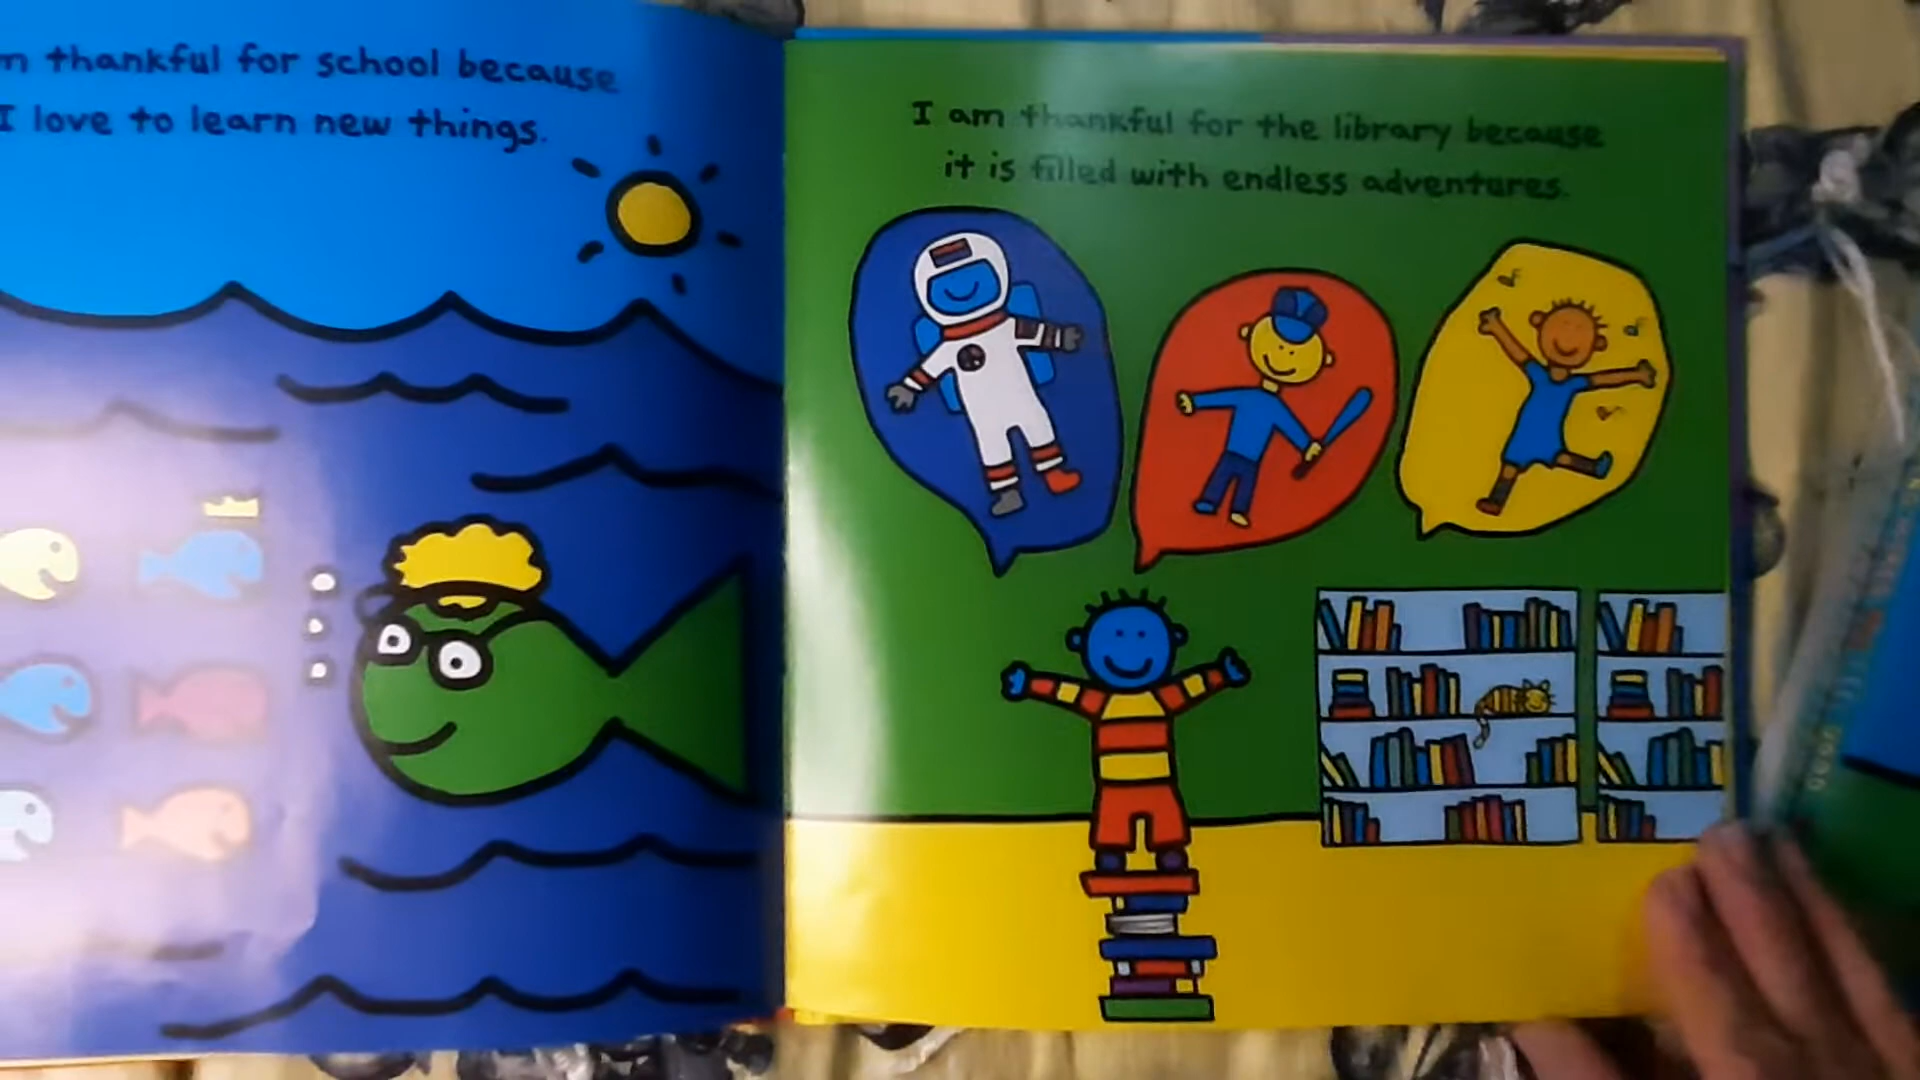 thankful for school because
I love to learn new things.
I am thankful for the library because
it is filled with endless adventures.